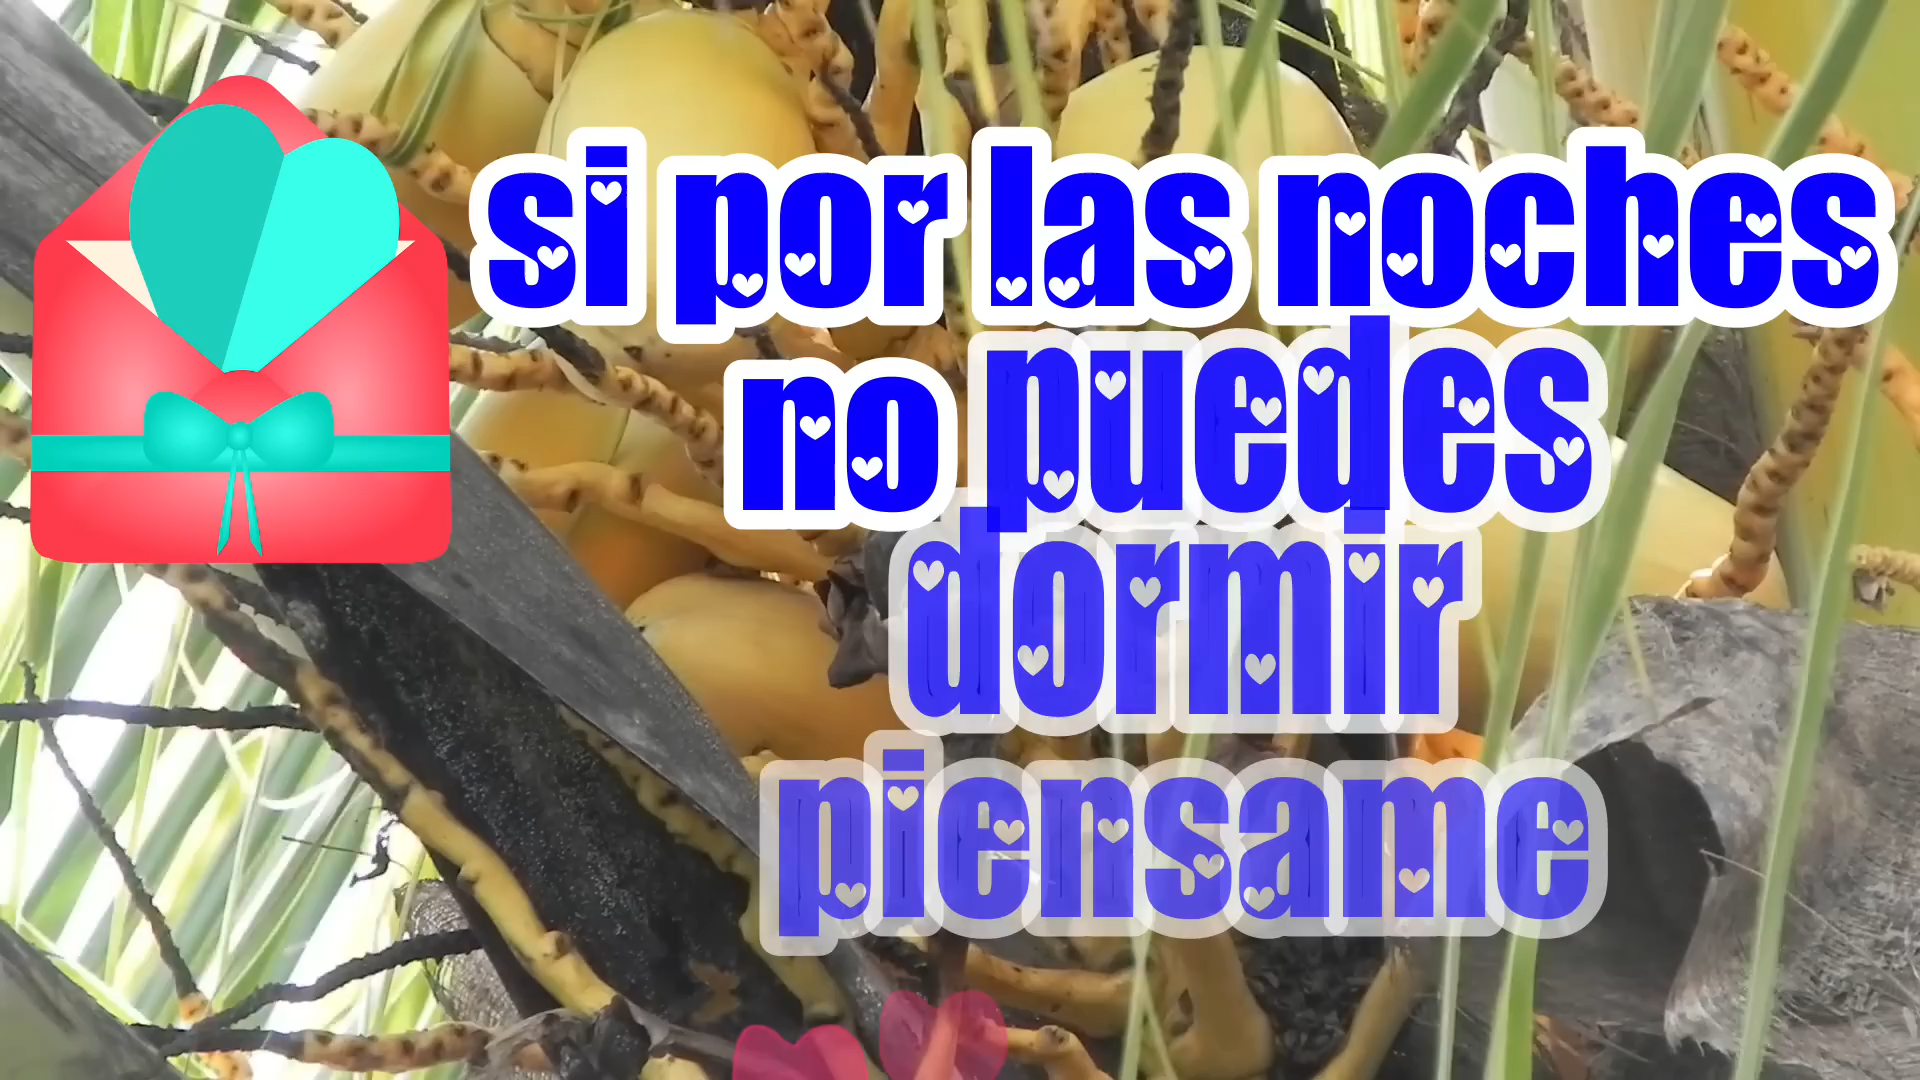 si por las noches
no puedes
dormir
piensame